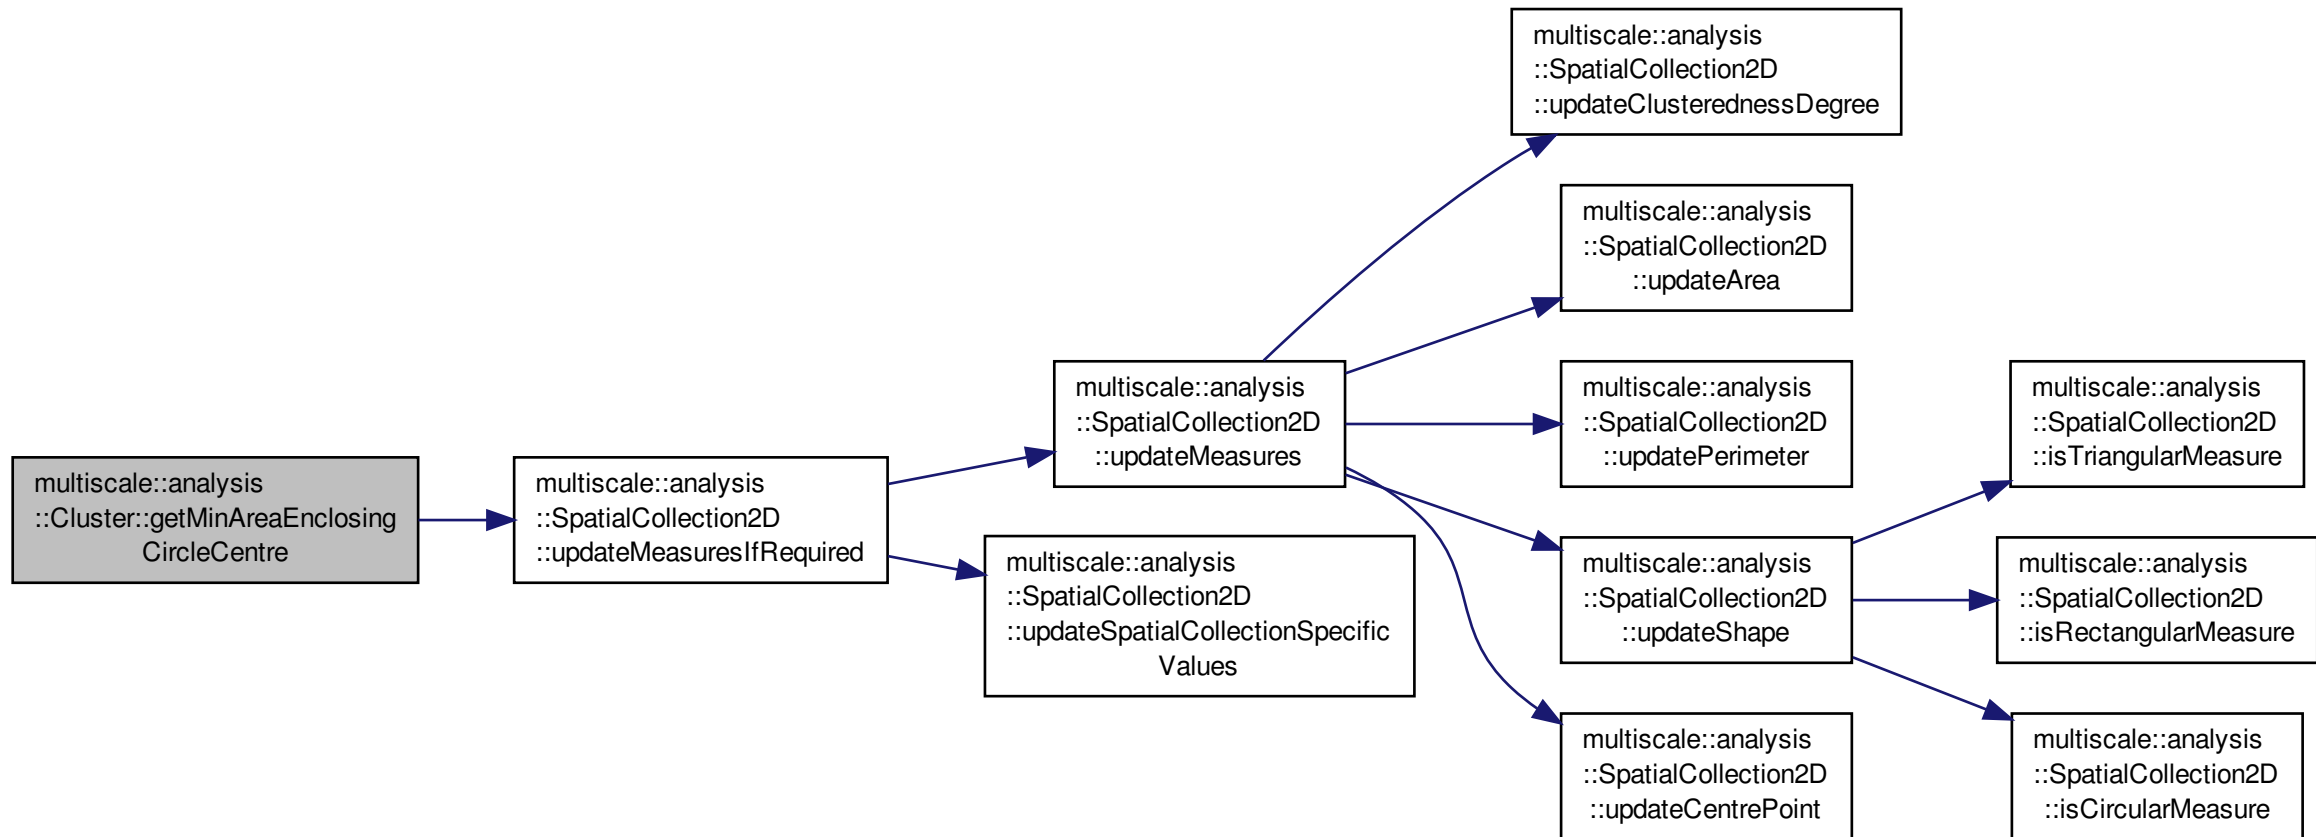 multiscale::analysis
::Cluster::getMinAreaEnclosing
CircleCentre
multiscale::analysis
::SpatialCollection2D
::updateMeasuresIfRequired
multiscale::analysis
::SpatialCollection2D
::updateMeasures
multiscale::analysis
::SpatialCollection2D
::updateSpatialCollectionSpecific
Values
multiscale::analysis
::SpatialCollection2D
::updateClusterednessDegree
multiscale::analysis
::SpatialCollection2D
::updateArea
multiscale::analysis
::SpatialCollection2D
::updatePerimeter
multiscale::analysis
::SpatialCollection2D
::updateShape
multiscale::analysis
::SpatialCollection2D
::updateCentrePoint
multiscale::analysis
::SpatialCollection2D
::isTriangularMeasure
multiscale::analysis
::SpatialCollection2D
::isRectangularMeasure
multiscale::analysis
::SpatialCollection2D
::isCircularMeasure